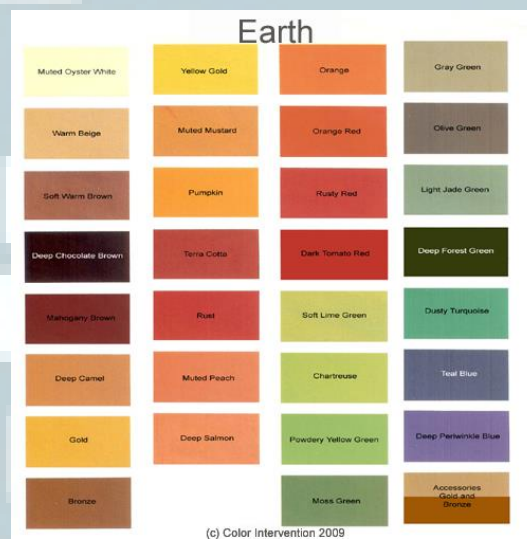 Earth
Muted Oyster White
Warm Beige
Soft Warm Brown
Deep Chocolate Brown
Mahogany Brown
Deep Camel
Gold
Bronze
Yellow Gold
Muted Mustard
Pumpkin
Terra Cotta
Rust
Muted Peach
Deep Salmon
Orange
Orange Red
Rusty Red
Dark Tomato Red
Soft Lime Green
Chartreuse
Powdery Yellow Green
Moss Green
Gray Green
Olive Green
Light Jade Green
Deep Forest Green
Dusty Turquoise
Teal Blue
Deep Periwinkle Blue
Accessories
Gold and
Bronze
(c) Color Intervention 2009